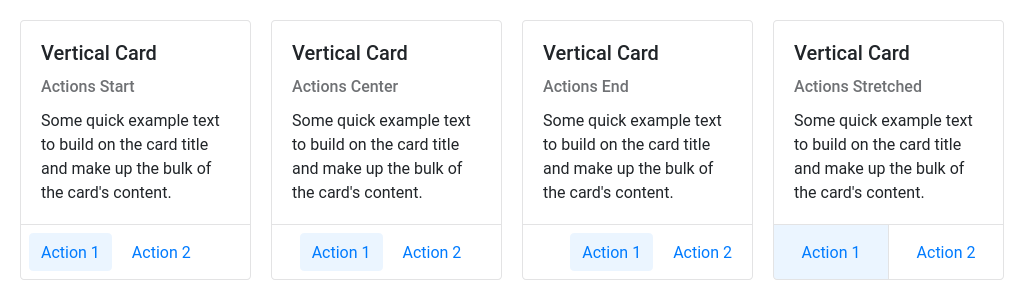 Vertical Card
Actions Start
Some quick example text
to build on the card title
and make up the bulk of
the card's content.
Action 1
Action 2
Vertical Card
Actions Center
Some quick example text
to build on the card title
and make up the bulk of
the card's content.
Action 1
Action 2
Vertical Card
Actions End
Some quick example text
to build on the card title
and make up the bulk of
the card's content.
Action 1
Action 2
Vertical Card
Actions Stretched
Some quick example text
to build on the card title
and make up the bulk of
the card's content.
Action 1
Action 2